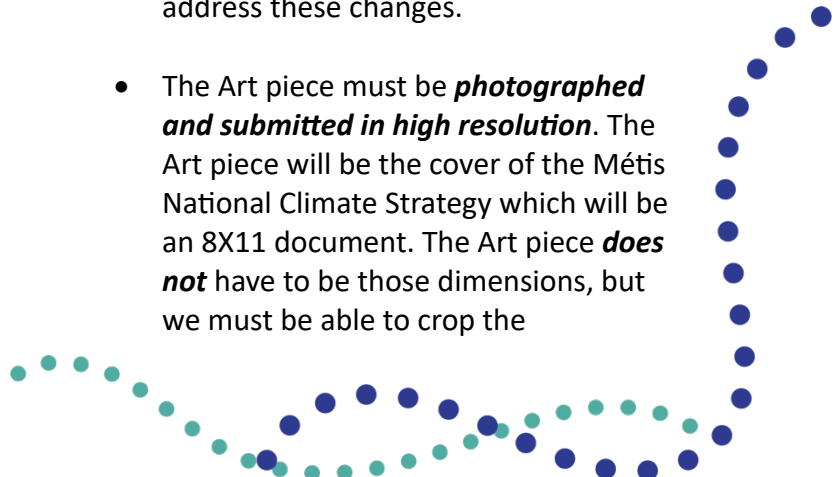 address these changes.
• The Art piece must be photographed
and submitted in high resolution. The
Art piece will be the cover of the Métis
National Climate Strategy which will be
an 8X11 document. The Art piece does
not have to be those dimensions, but
we must be able to crop the